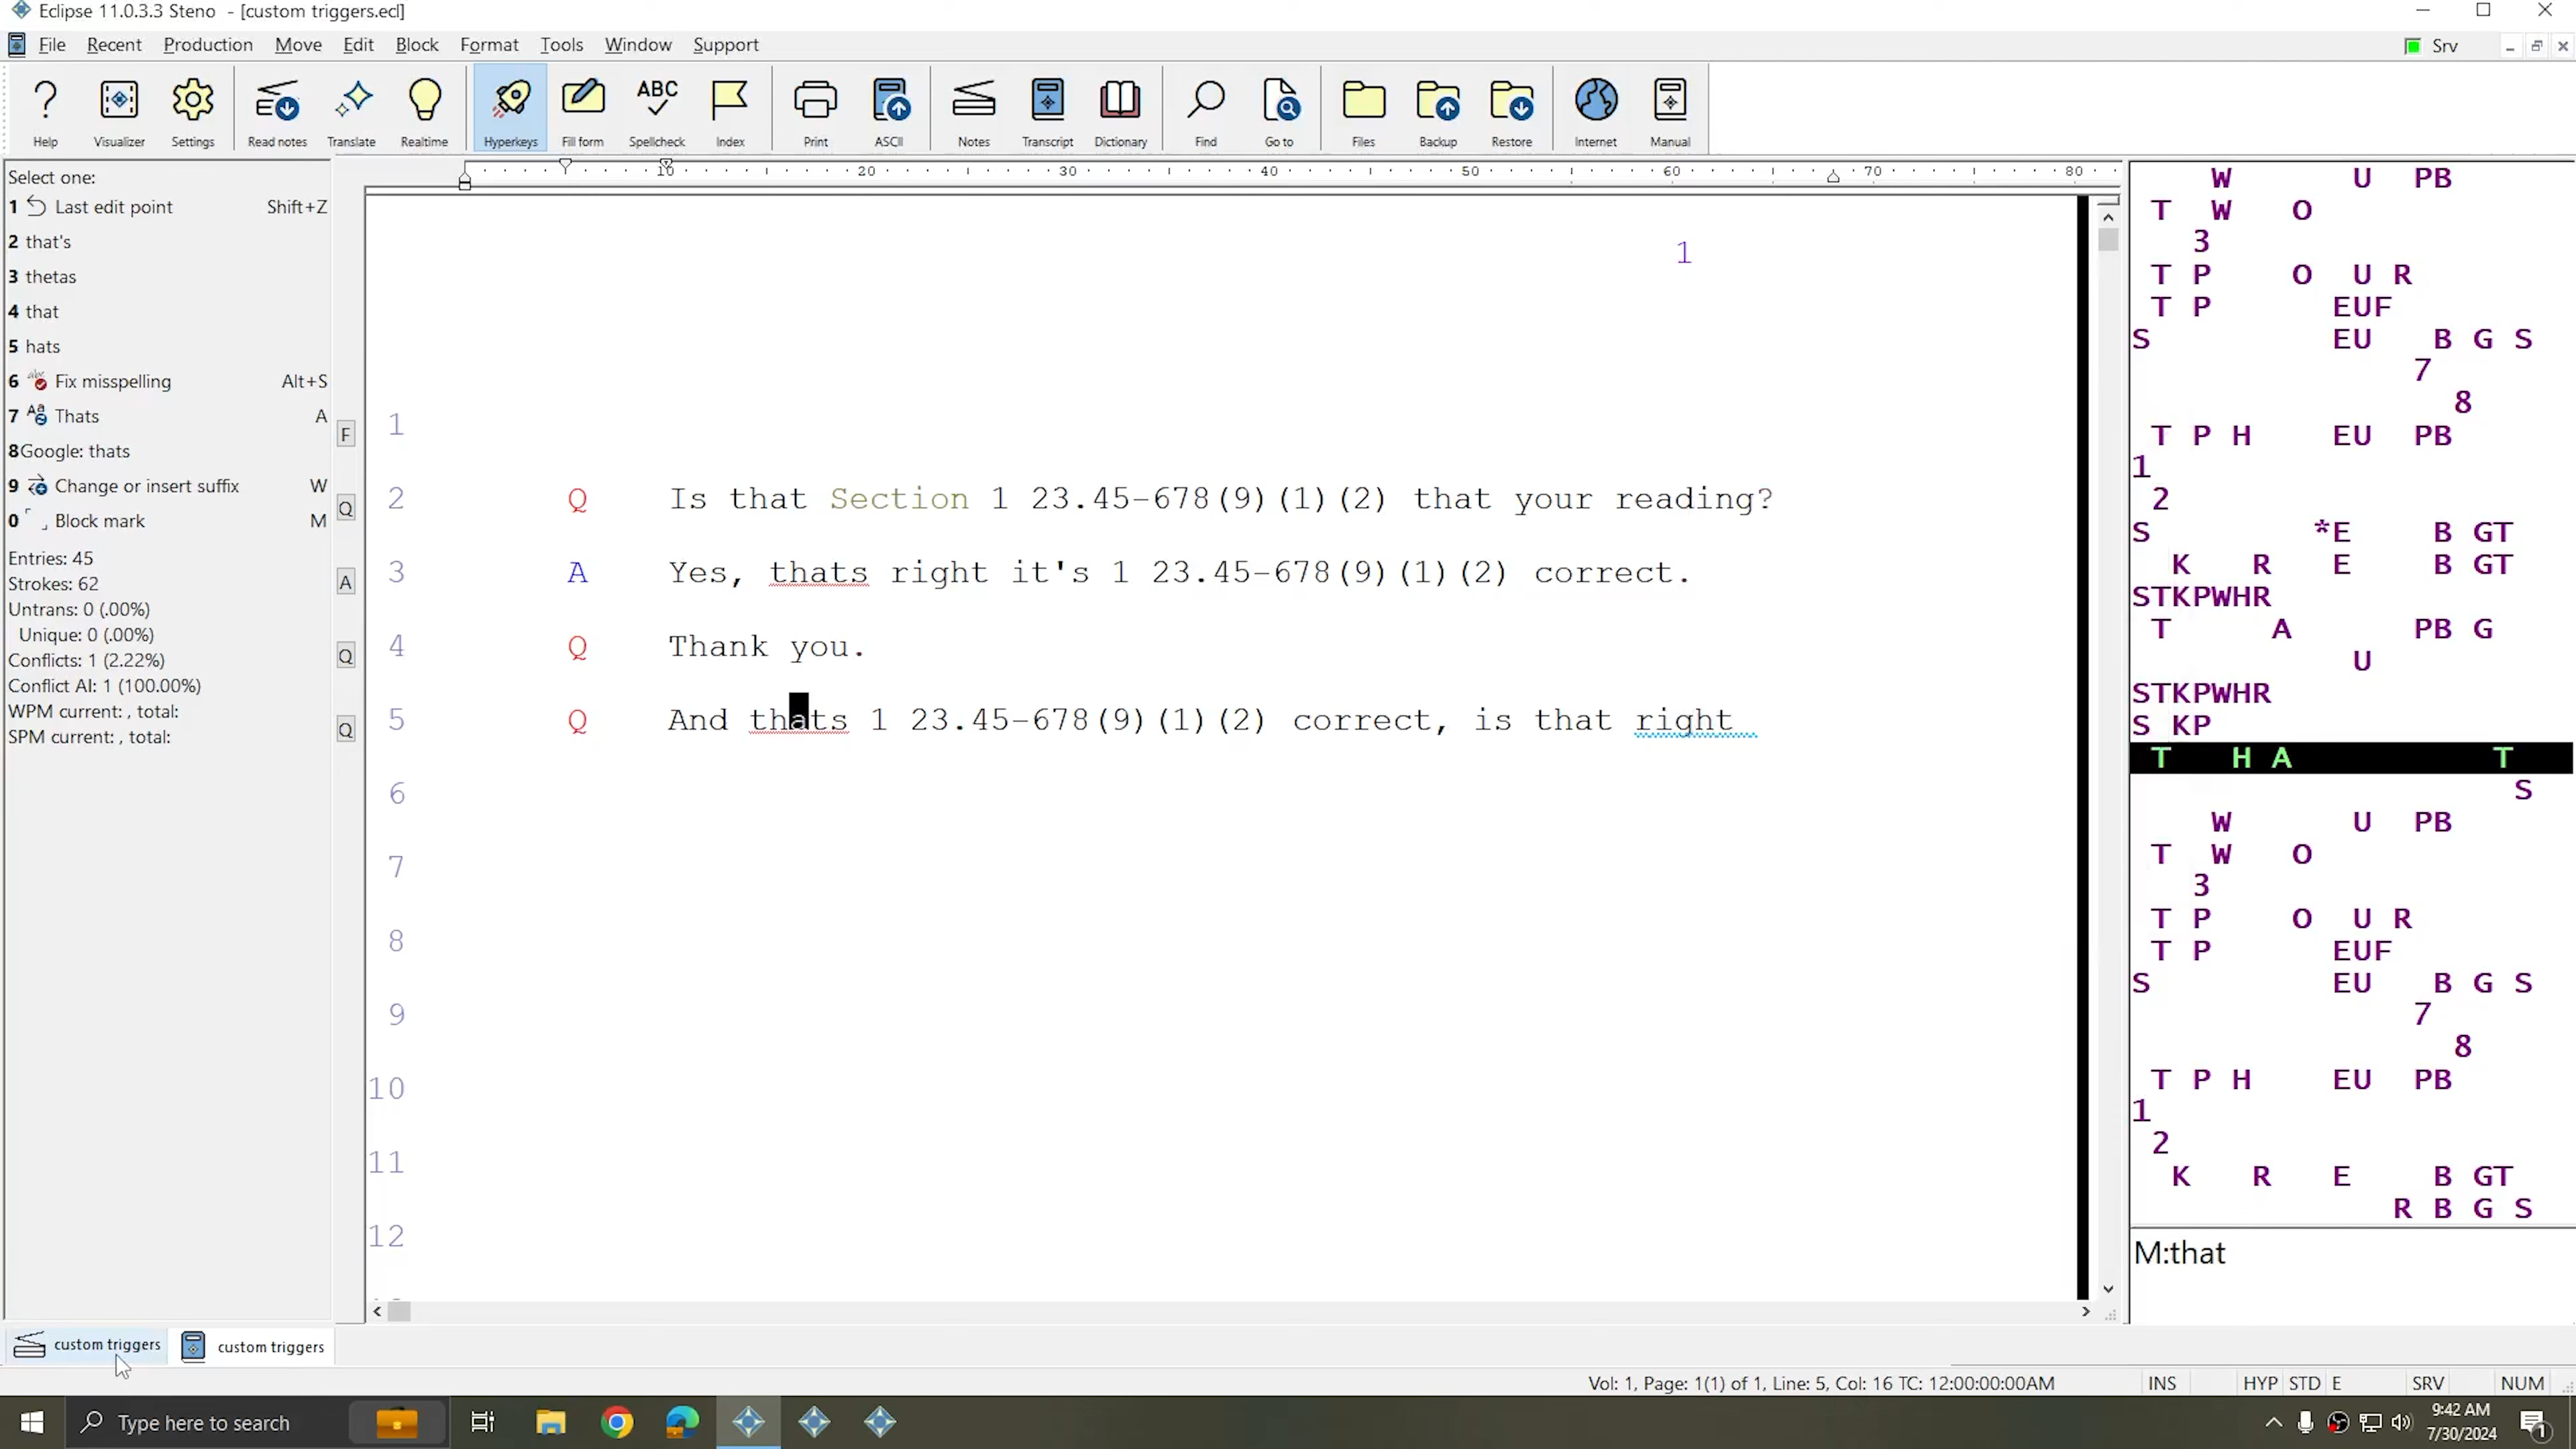 Eclipse 11.0.3.3 Steno - [custom triggers.ecl]
File Recent Production Move Edit Block Format Tools Window Support Srv
ABC
Help Visualizer Settings Read notes Translate Realtime Hyperkeys Fill form Spellcheck Index Print ASCII Notes Transcript Dictionary Find Go to Files Backup Restore Internet Manual
10 20 30 40 50 60 70 80
Select one:
1 Last edit point Shift+Z
2 that's
3 thetas
4 that
5 hats
6 Fix misspelling Alt+S
7 Thats A
8Google: thats
9 Change or insert suffix W
0 Block mark M
Entries: 45
Strokes: 62
Untrans: 0 (.00%)
Unique: 0 (.00%)
Conflicts: 1 (2.22%)
Conflict AI: 1 (100.00%)
WPM current: , total:
SPM current: , total:
1
F 1
Q 2 Q Is that Section 1 23.45-678(9)(1)(2) that your reading?
A 3 A Yes, thats right it's 1 23.45-678(9)(1)(2) correct.
Q 4 Q Thank you.
Q 5 Q And thats 1 23.45-678(9)(1)(2) correct, is that right
6
7
8
9
10
11
12
W U PB
T W O
3
T P O U R
T P EUF
S EU B G S
7
8
T P H EU PB
1
2
S *E B GT
K R E B GT
STKPWHR
T A PB G
U
STKPWHR
S KP
T H A T
S
W U PB
T W O
3
T P O U R
T P EUF
S EU B G S
7
8
T P H EU PB
1
2
K R E B GT
R B G S
M:that
custom triggers custom triggers
Vol: 1, Page: 1(1) of 1, Line: 5, Col: 16 TC: 12:00:00:00AM INS HYP STD E SRV NUM
Type here to search
9:42 AM
7/30/2024
1